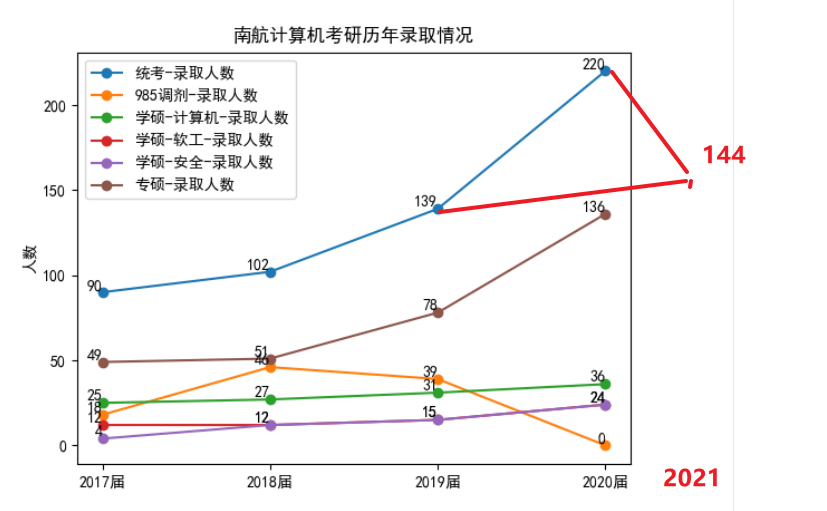 南航计算机考研历年录取情况
统考-录取人数
985调剂-录取人数
学硕-计算机-录取人数
学硕-软工-录取人数
学硕-安全-录取人数
专硕-录取人数
人数
200
150
100
50
0
220
144
139
136
102
90
78
49
51
46
39
31
36
25
27
18
12
4
12
15
24
0
2017届
2018届
2019届
2020届
2021